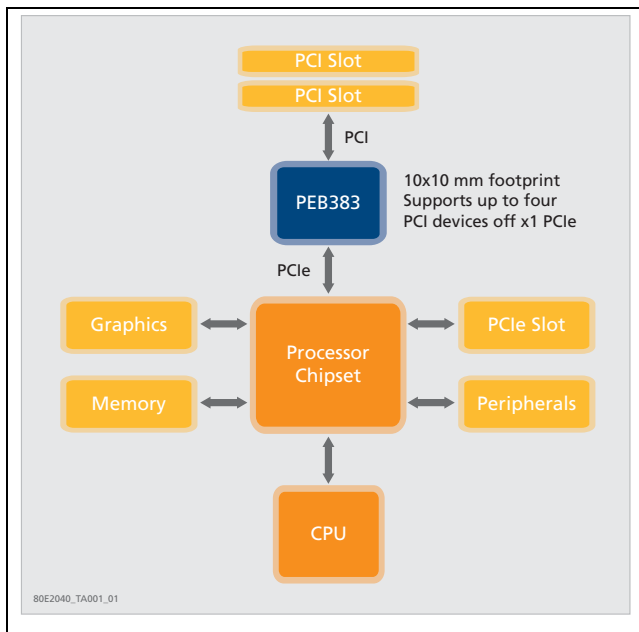 PCI Slot
PCI Slot
PCI
PEB383
10x10 mm footprint
Supports up to four
PCI devices off x1 PCIe
PCIe
Graphics
Processor
Chipset
PCIe Slot
Memory
Peripherals
CPU
80E2040_TA001_01